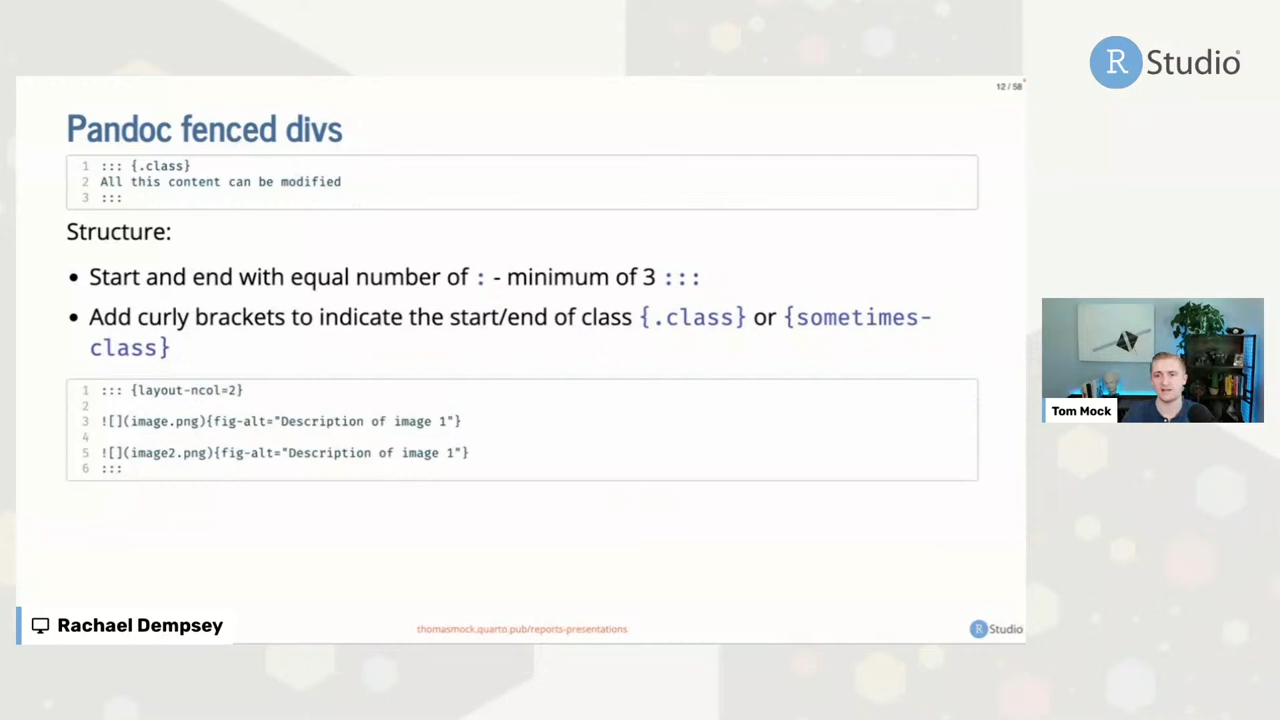 R Studio
12 / 58
Pandoc fenced divs
1 ::: {.class}
2 All this content can be modified
3 :::
Structure:
• Start and end with equal number of : - minimum of 3 :::
• Add curly brackets to indicate the start/end of class {.class} or {sometimes-
class}
1 ::: {layout-ncol=2}
2
3 ![](image.png){fig-alt="Description of image 1"}
4
5 ![](image2.png){fig-alt="Description of image 1"}
6 :::
Tom Mock
Rachael Dempsey
thomasmock.quarto.pub/reports-presentations
R Studio